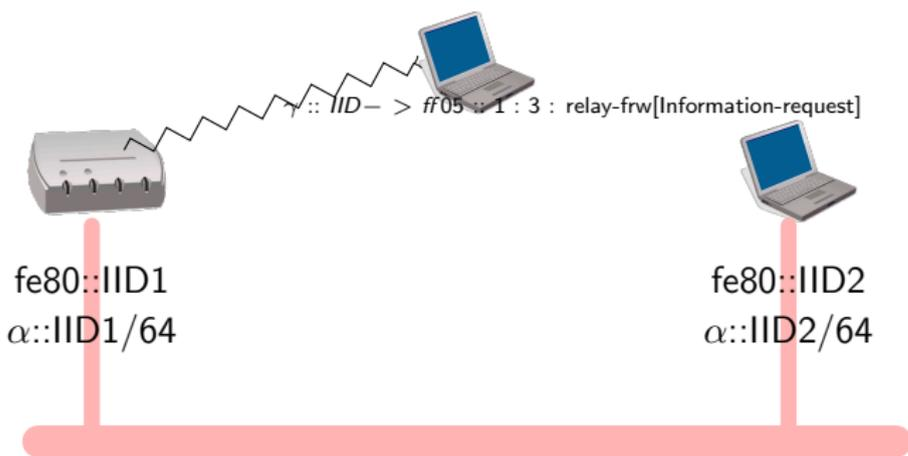 γ :: IID− > ff05 :: 1 : 3 : relay-frw[Information-request]
fe80::IID1
α::IID1/64
fe80::IID2
α::IID2/64